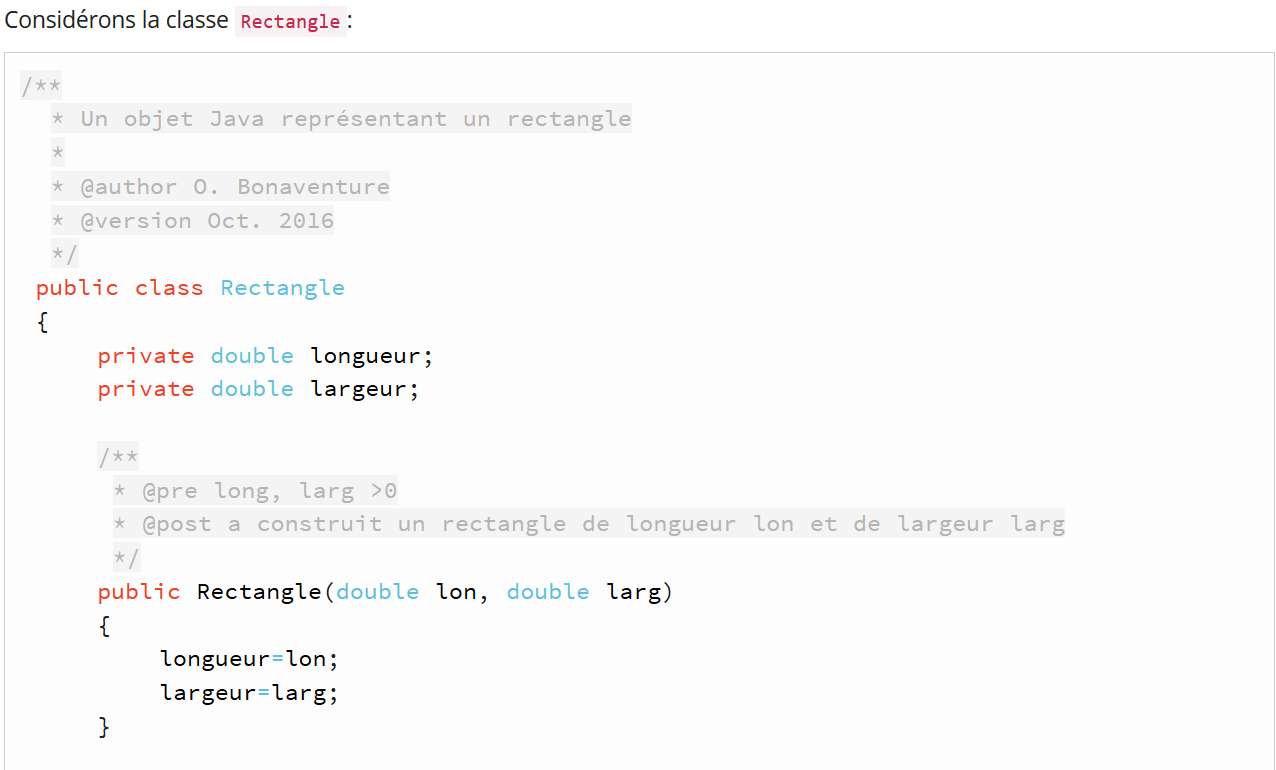 Considérons la classe Rectangle :
/**
* Un objet Java représentant un rectangle
*
* @author O. Bonaventure
* @version Oct. 2016
*/
public class Rectangle
{
private double longueur;
private double largeur;
/**
* @pre long, larg >0
* @post a construit un rectangle de longueur lon et de largeur larg
*/
public Rectangle(double lon, double larg)
{
longueur=lon;
largeur=larg;
}